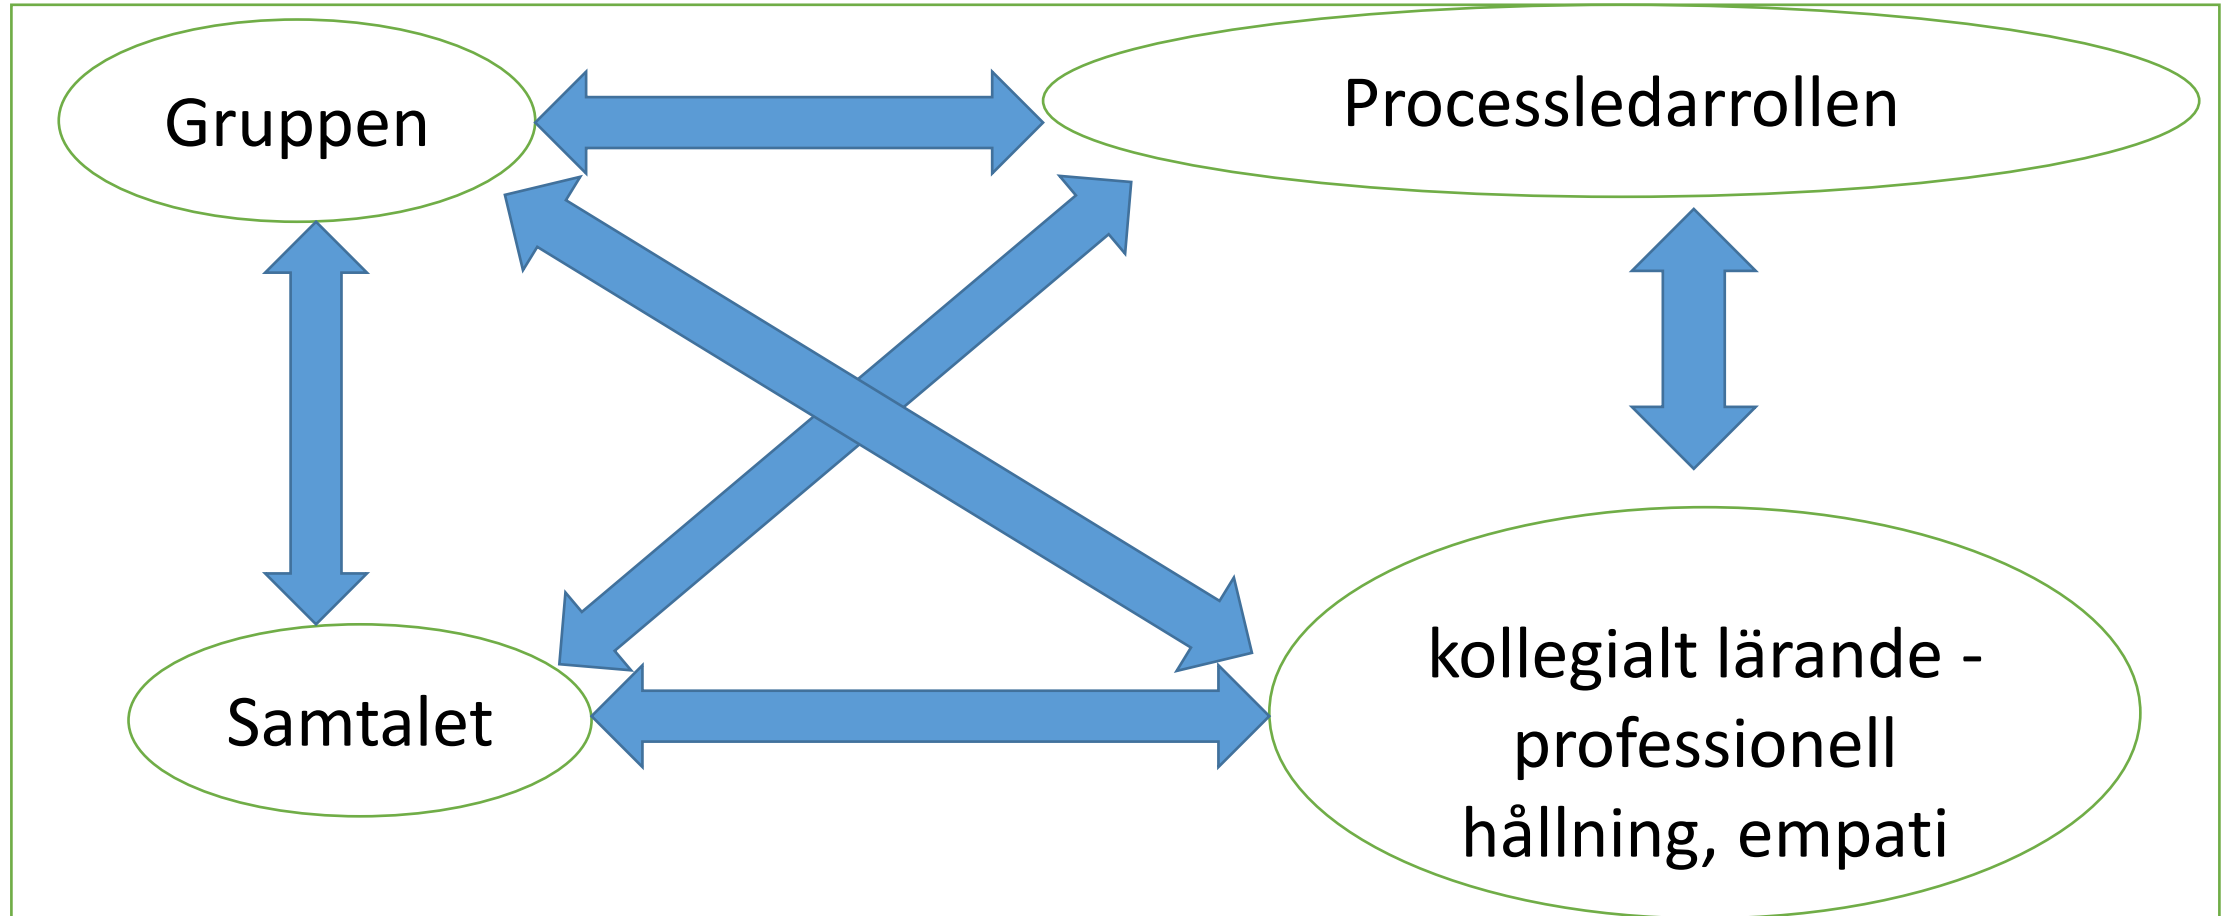 Gruppen
Processledarrollen
Samtalet
kollegialt lärande -
professionell
hållning, empati